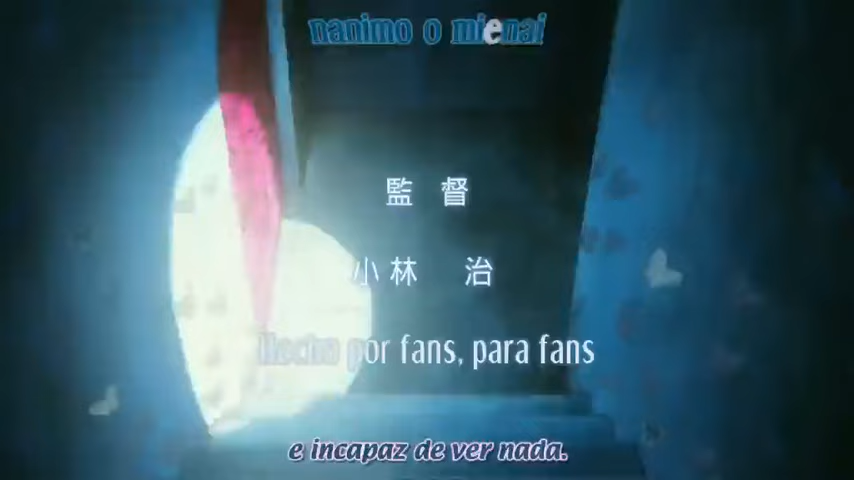 nanimo o mienai
監督
小林 治
Hecho por fans, para fans
e incapaz de ver nada.